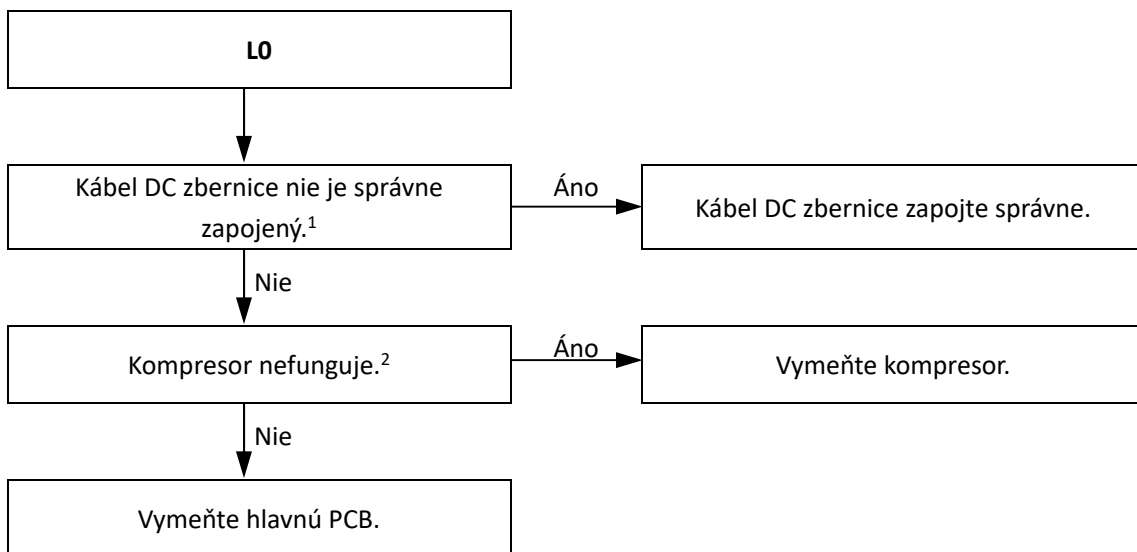 L0
Kábel DC zbernice nie je správne
zapojený.1
Áno
Kábel DC zbernice zapojte správne.
Nie
Kompresor nefunguje.2
Áno
Vymeňte kompresor.
Nie
Vymeňte hlavnú PCB.